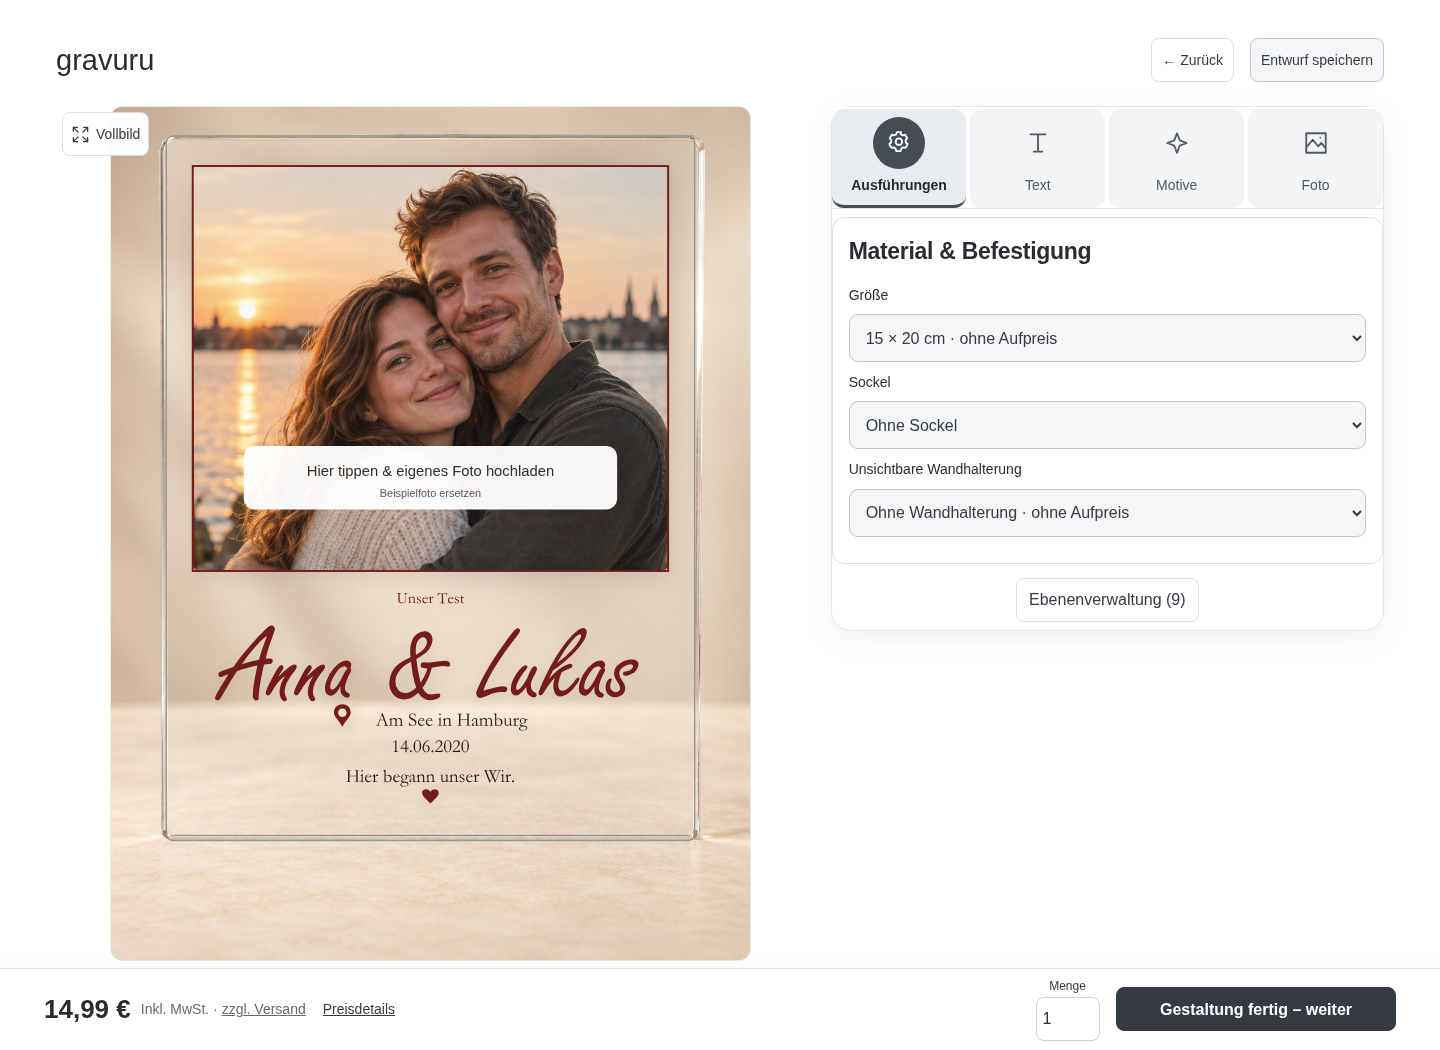 gravuru
← Zurück
Entwurf speichern
Vollbild
Hier tippen & eigenes Foto hochladen
Beispielfoto ersetzen
Unser Test
Anna & Lukas
Am See in Hamburg
14.06.2020
Hier begann unser Wir.
Ausführungen
Text
Motive
Foto
Material & Befestigung
Größe
15 × 20 cm · ohne Aufpreis
Sockel
Ohne Sockel
Unsichtbare Wandhalterung
Ohne Wandhalterung · ohne Aufpreis
Ebenenverwaltung (9)
14,99 € Inkl. MwSt. · zzgl. Versand Preisdetails
Menge
1
Gestaltung fertig – weiter